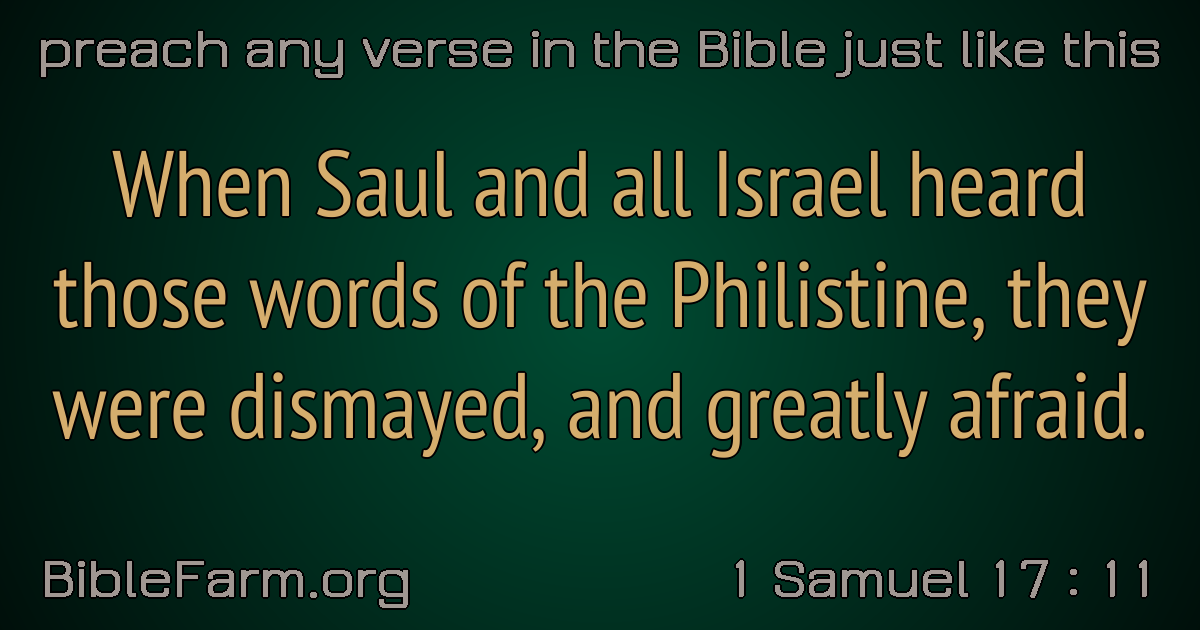 preach any verse in the Bible just like this
When Saul and all Israel heard
those words of the Philistine, they
were dismayed, and greatly afraid.
BibleFarm.org
1 Samuel 17 : 11